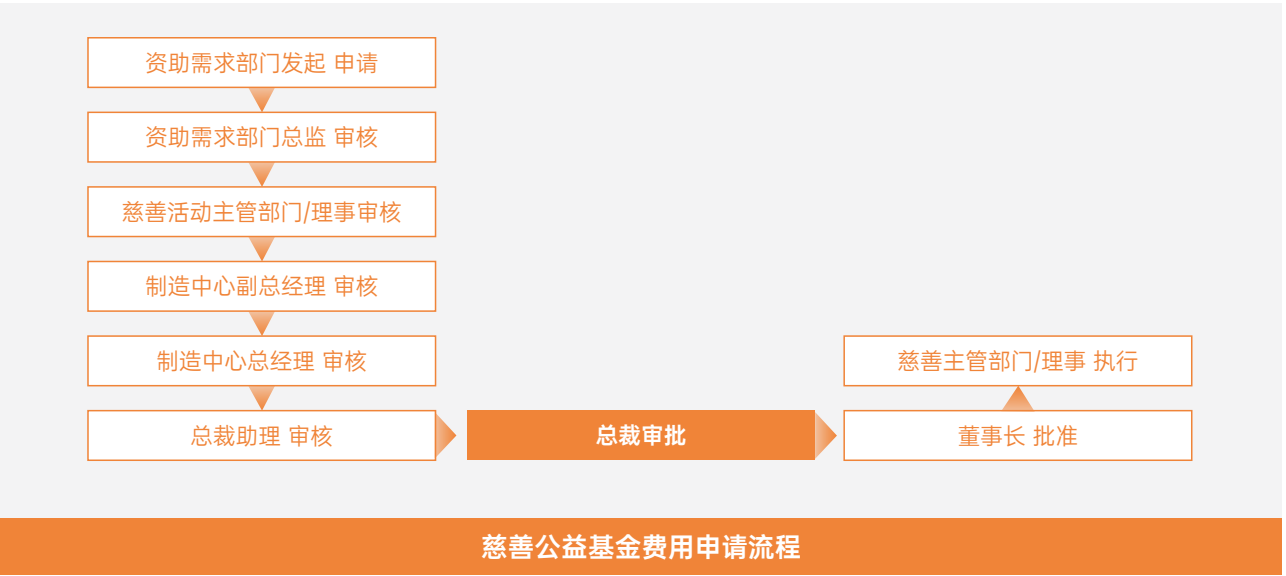 资助需求部门发起 申请
资助需求部门总监 审核
慈善活动主管部门/理事审核
制造中心副总经理 审核
制造中心总经理 审核
总裁助理 审核
总裁审批
董事长 批准
慈善主管部门/理事 执行
慈善公益基金费用申请流程